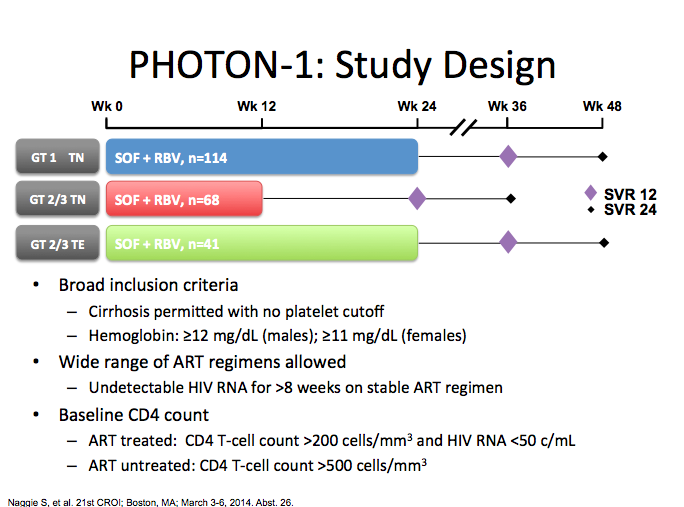 PHOTON-1: Study Design
Wk 0 Wk 12 Wk 24 Wk 36 Wk 48
GT 1 TN SOF + RBV, n=114
GT 2/3 TN SOF + RBV, n=68
GT 2/3 TE SOF + RBV, n=41
SVR 12
SVR 24
• Broad inclusion criteria
– Cirrhosis permitted with no platelet cutoff
– Hemoglobin: ≥12 mg/dL (males); ≥11 mg/dL (females)
• Wide range of ART regimens allowed
– Undetectable HIV RNA for >8 weeks on stable ART regimen
• Baseline CD4 count
– ART treated: CD4 T-cell count >200 cells/mm³ and HIV RNA <50 c/mL
– ART untreated: CD4 T-cell count >500 cells/mm³
Naggie S, et al. 21st CROI; Boston, MA; March 3-6, 2014. Abst. 26.